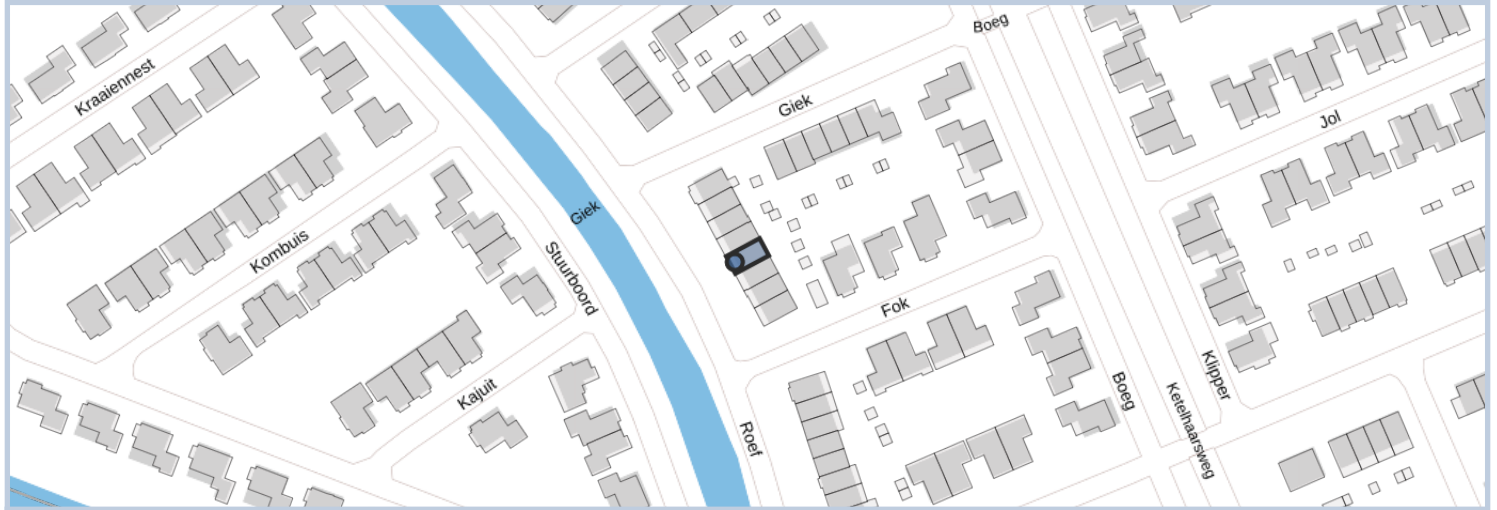 Boeg
Kraaiennest
Giek
Jol
Giek
Kombuis
Stuurboord
Fok
Klipper
Boeg
Kajuit
Ketelhaarsweg
Roef